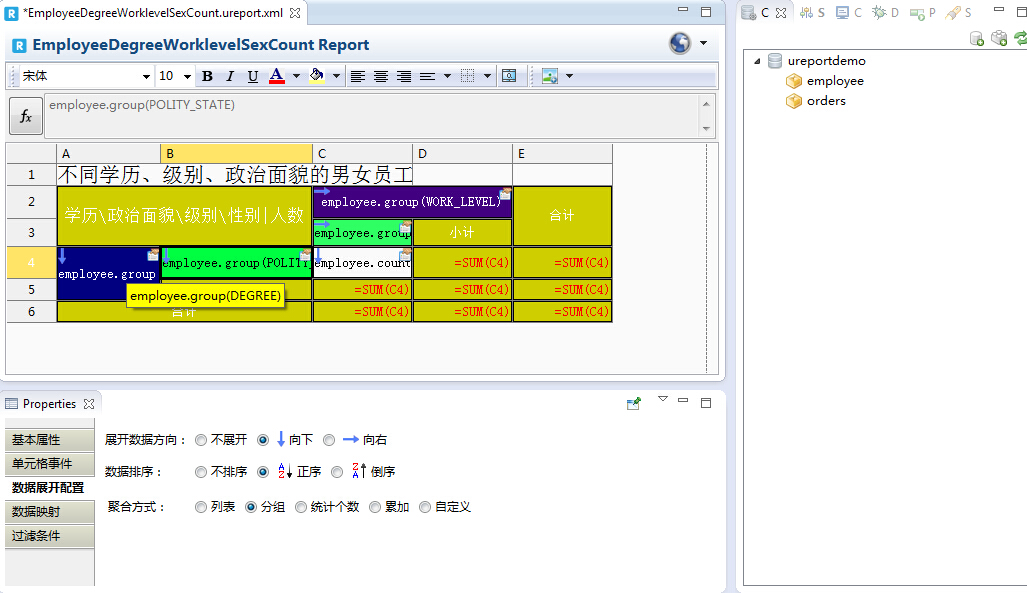 *EmployeeDegreeWorklevelSexCount.ureport.xml
EmployeeDegreeWorklevelSexCount Report
宋体 10 B I U A
fx employee.group(POLITY_STATE)
A B C D E
1 不同学历、级别、政治面貌的男女员工
2 学历\政治面貌\级别\性别|人数 employee.group(WORK_LEVEL) 合计
3 employee.group 小计
4 employee.group employee.group(POLIT employee.count =SUM(C4) =SUM(C4)
5 =SUM(C4) =SUM(C4) =SUM(C4)
employee.group(DEGREE)
6 合计 =SUM(C4) =SUM(C4) =SUM(C4)
Properties
基本属性
单元格事件
数据展开配置
数据映射
过滤条件
展开数据方向： 不展开 向下 向右
数据排序： 不排序 A Z 正序 Z A 倒序
聚合方式： 列表 分组 统计个数 累加 自定义
C S C D P S
ureportdemo
employee
orders